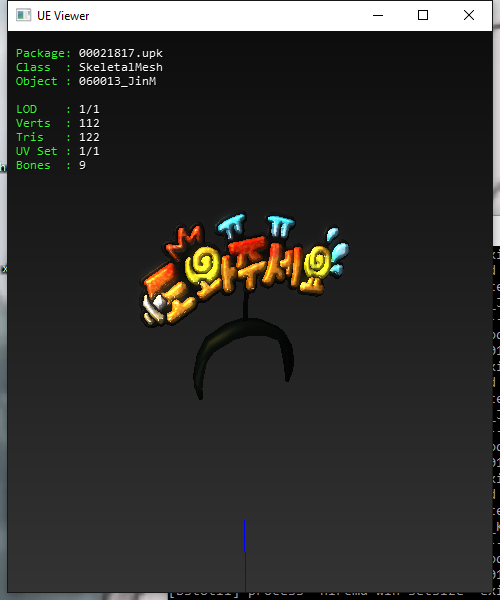 UE Viewer
Package: 00021817.upk
Class : SkeletalMesh
Object : 060013_JinM
LOD : 1/1
Verts : 112
Tris : 122
UV Set : 1/1
Bones : 9
ㅠ ㅠ
도와주세요